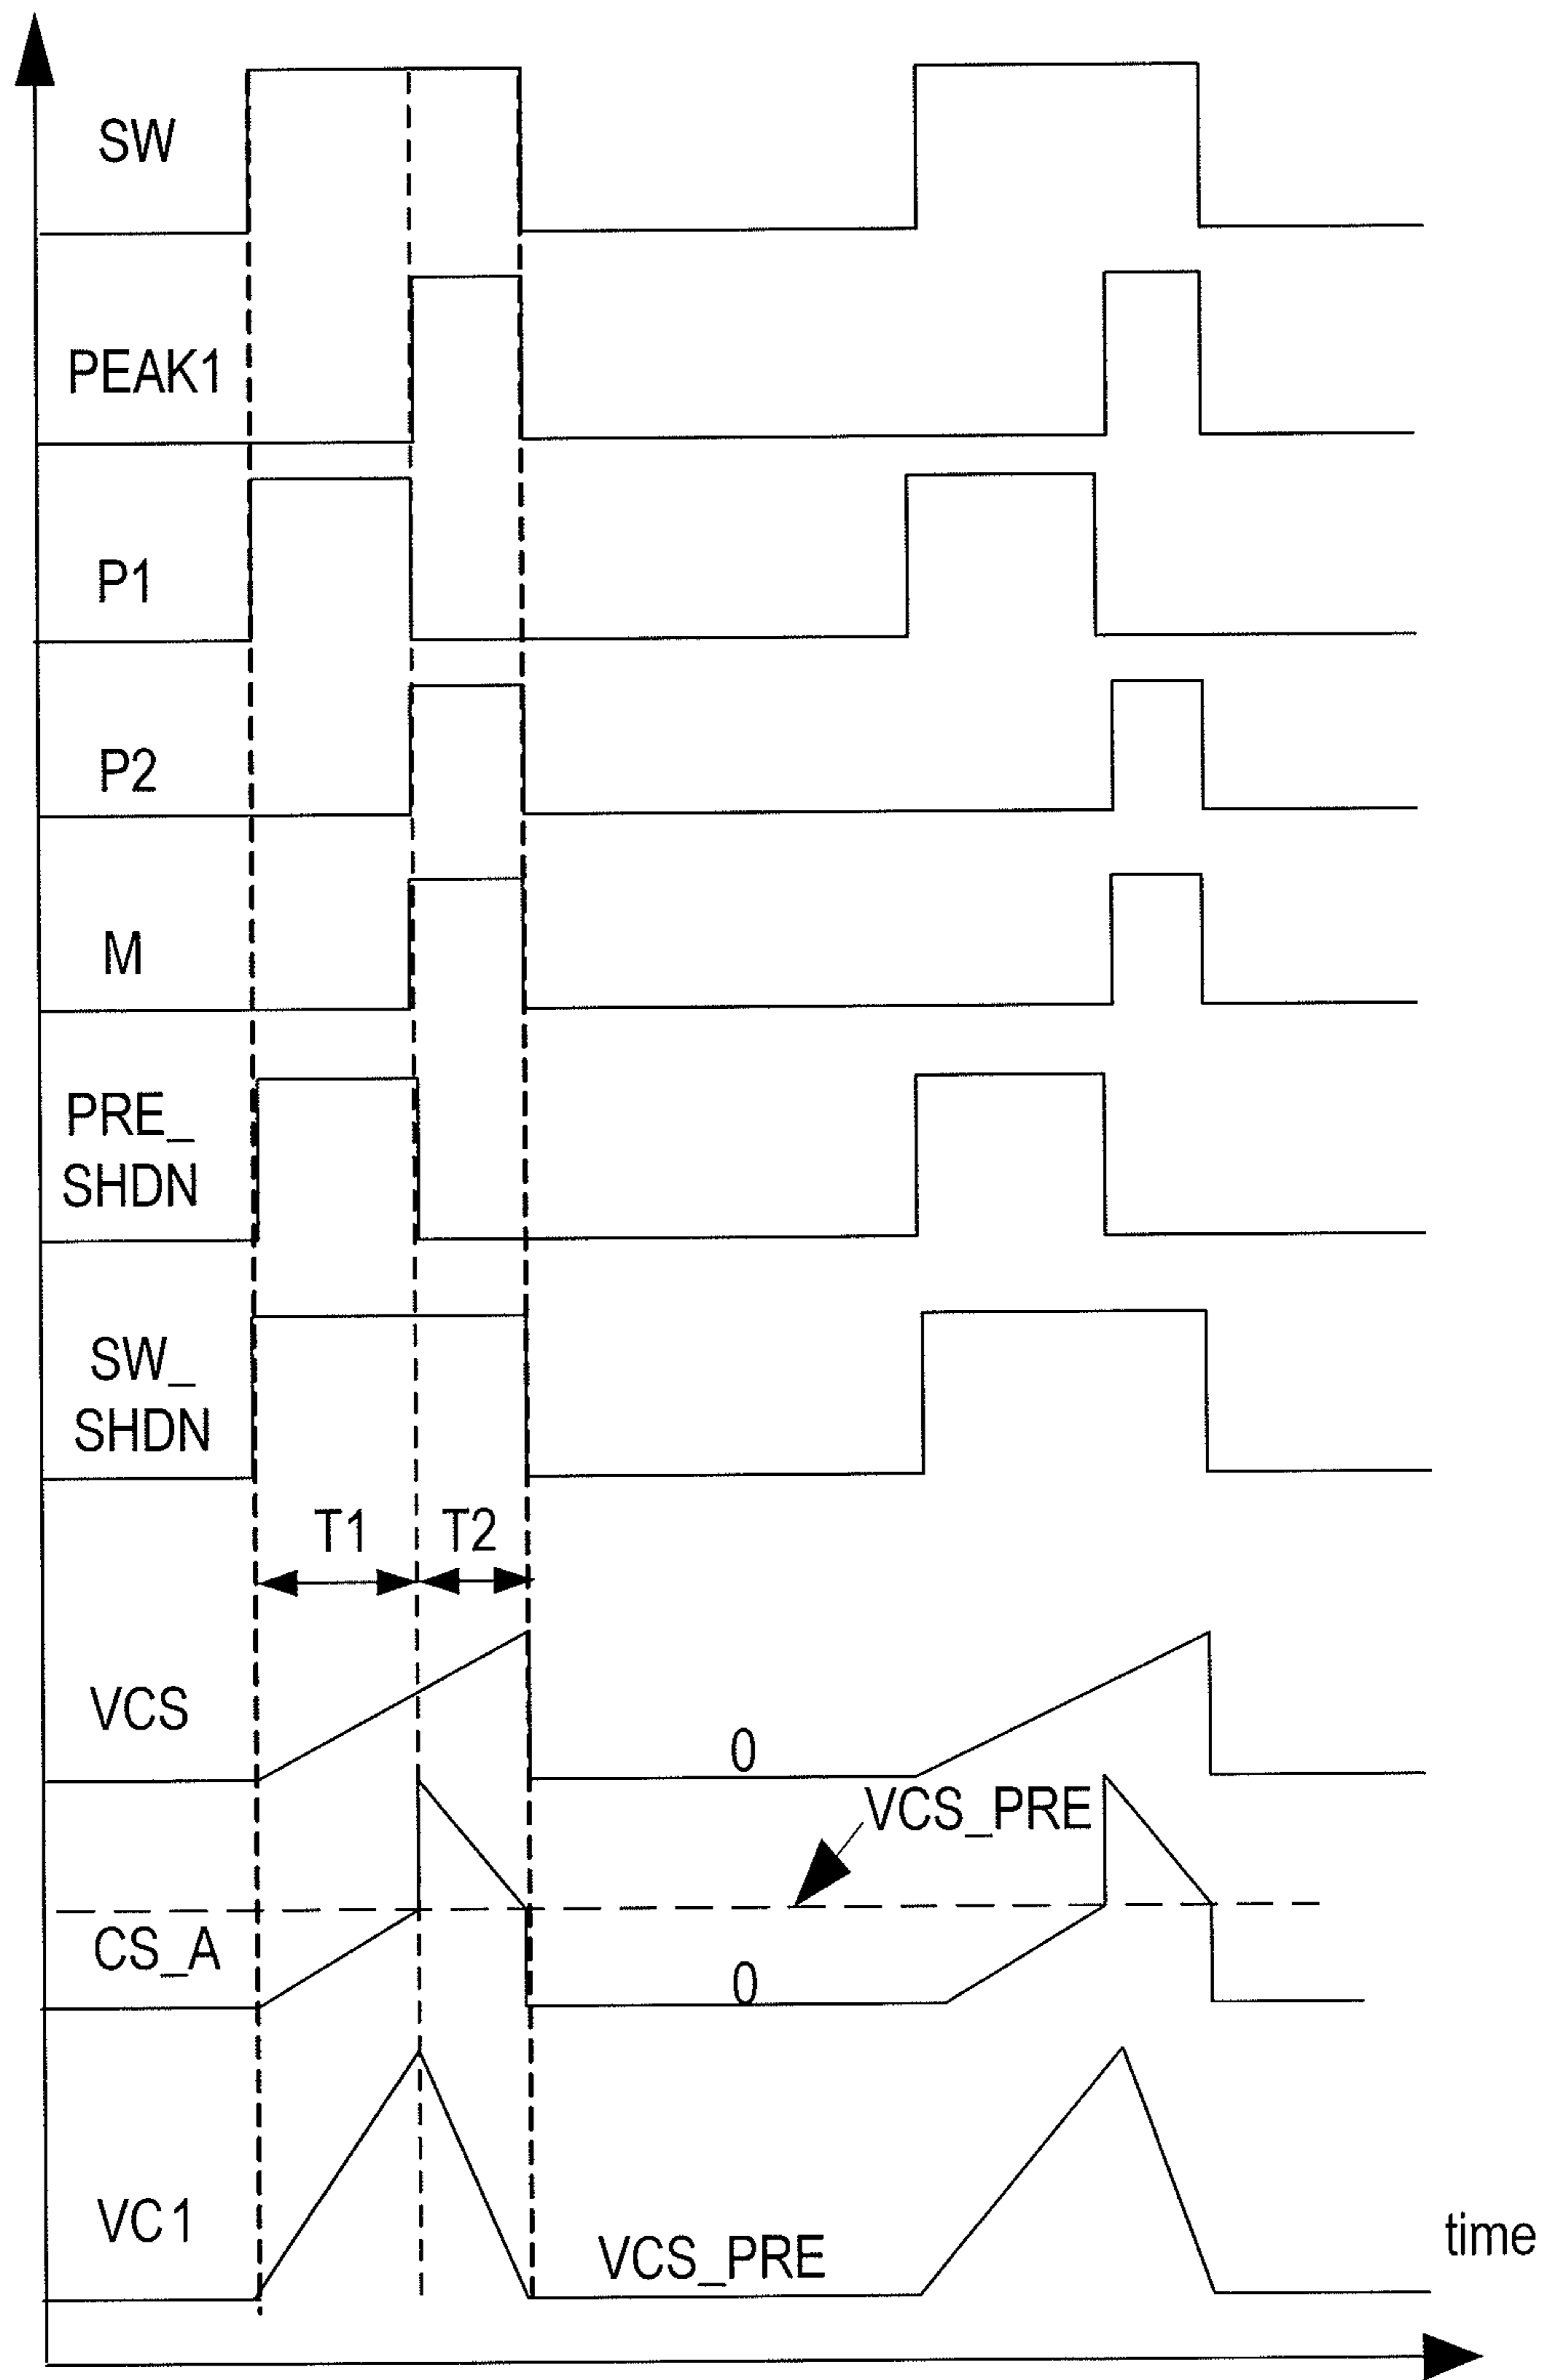 SW
PEAK1
P1
P2
M
PRE_
SHDN
SW_
SHDN
T1 T2
VCS
0
VCS_PRE
CS_A
0
VC1
VCS_PRE
time